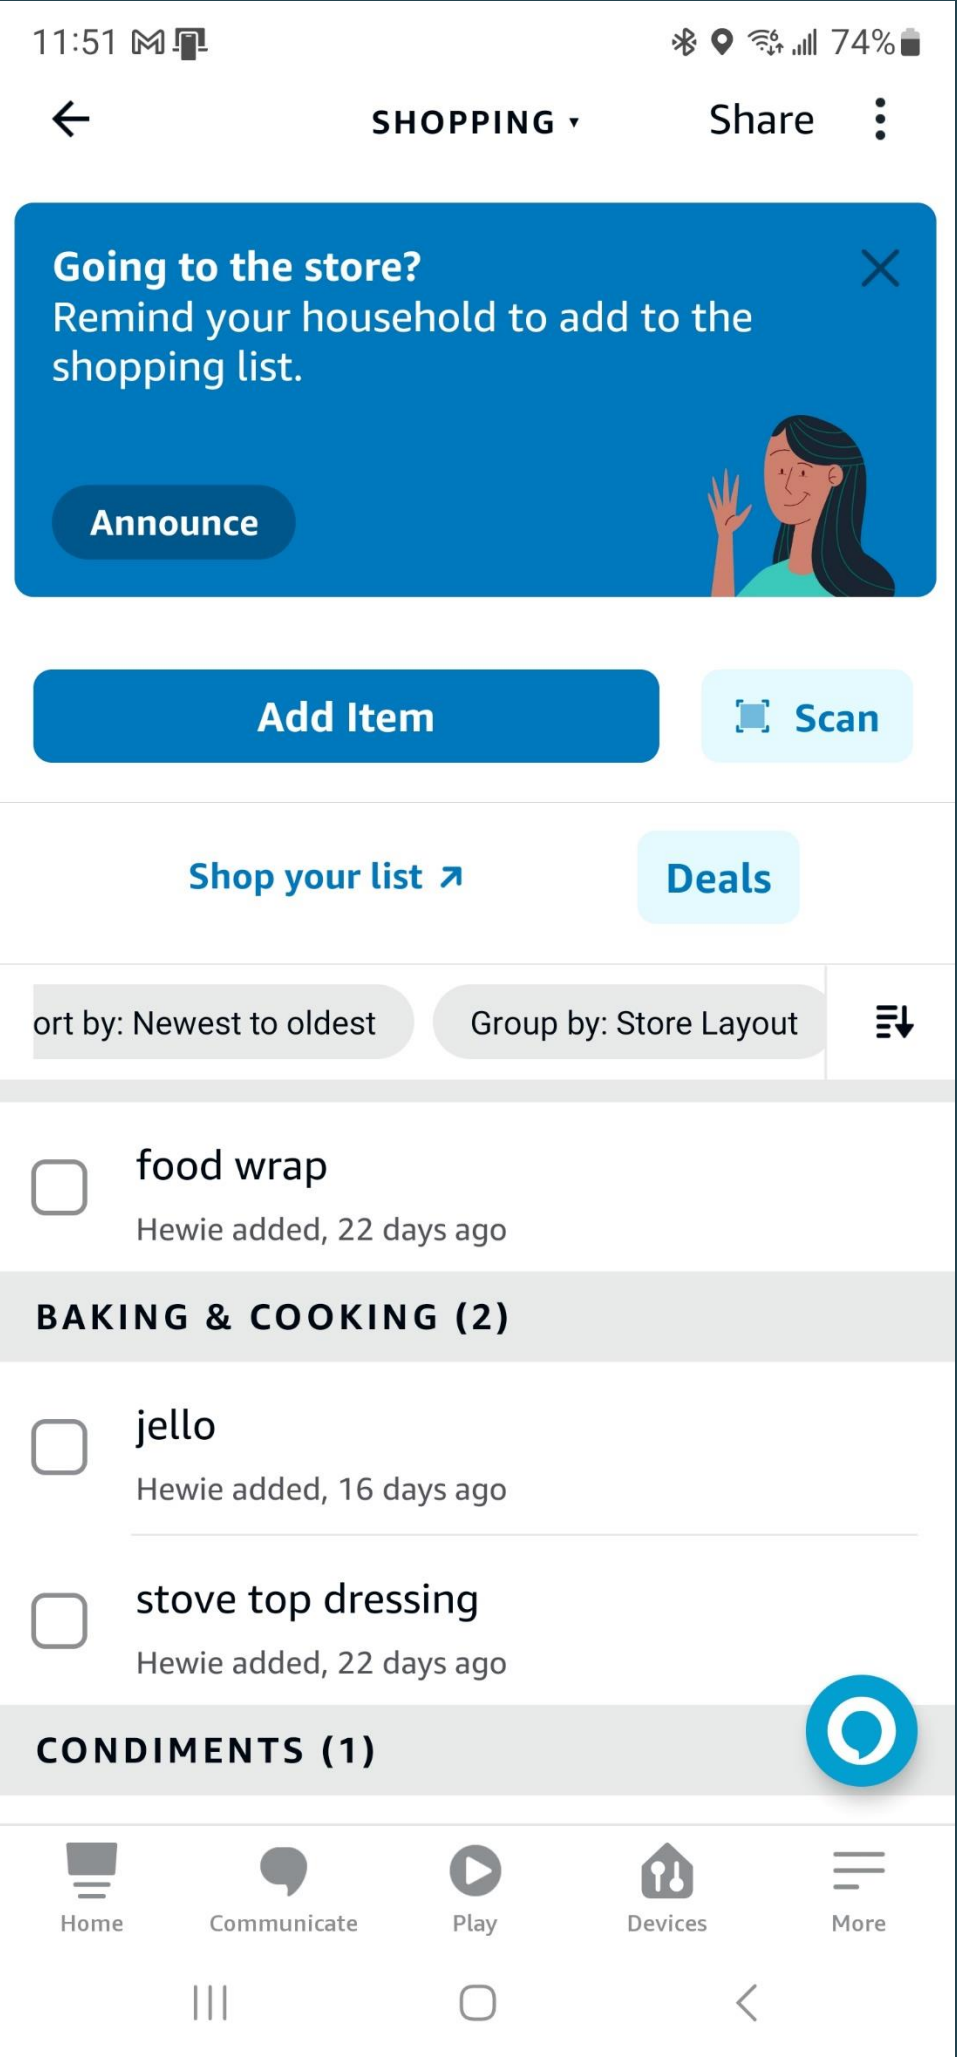 11:51 74%
SHOPPING ▾ Share
Going to the store?
Remind your household to add to the
shopping list.
Announce
Add Item Scan
Shop your list ↗ Deals
ort by: Newest to oldest Group by: Store Layout
food wrap
Hewie added, 22 days ago
BAKING & COOKING (2)
jello
Hewie added, 16 days ago
stove top dressing
Hewie added, 22 days ago
CONDIMENTS (1)
Home Communicate Play Devices More